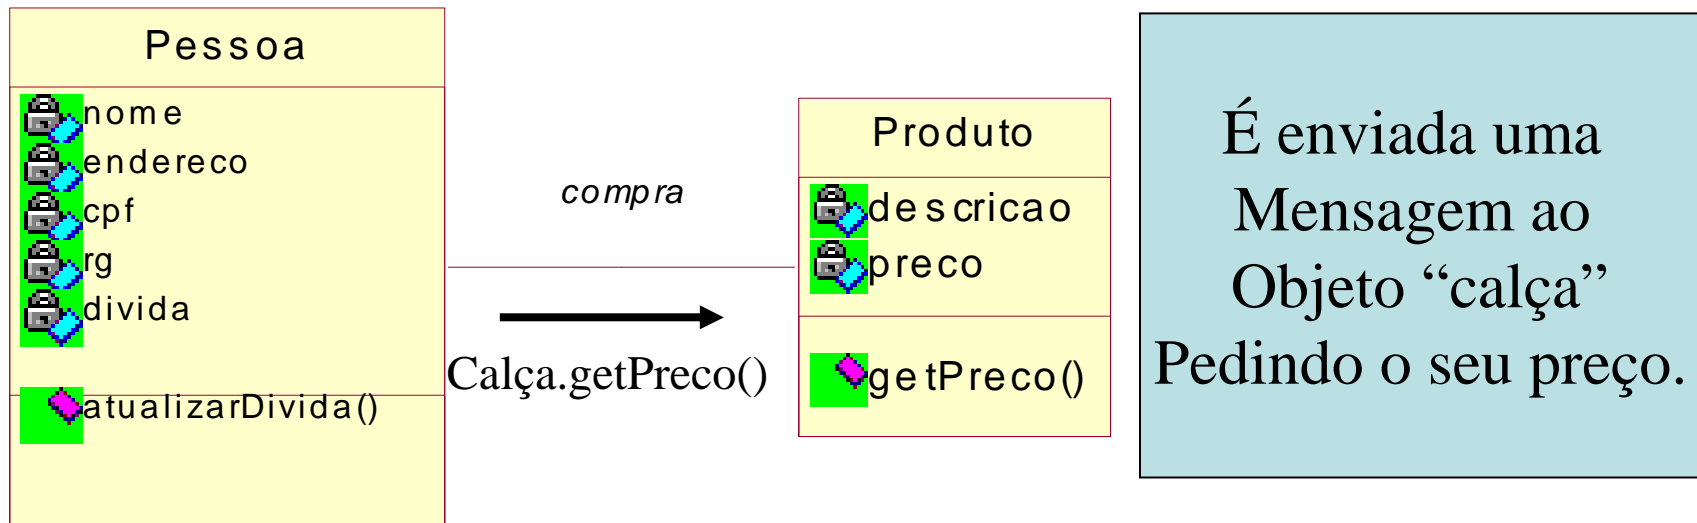 Pessoa
nome
endereco
cpf
rg
divida
atualizarDivida()
compra
Calça.getPreco()
Produto
descricao
preco
getPreco()
É enviada uma
Mensagem ao
Objeto “calça”
Pedindo o seu preço.